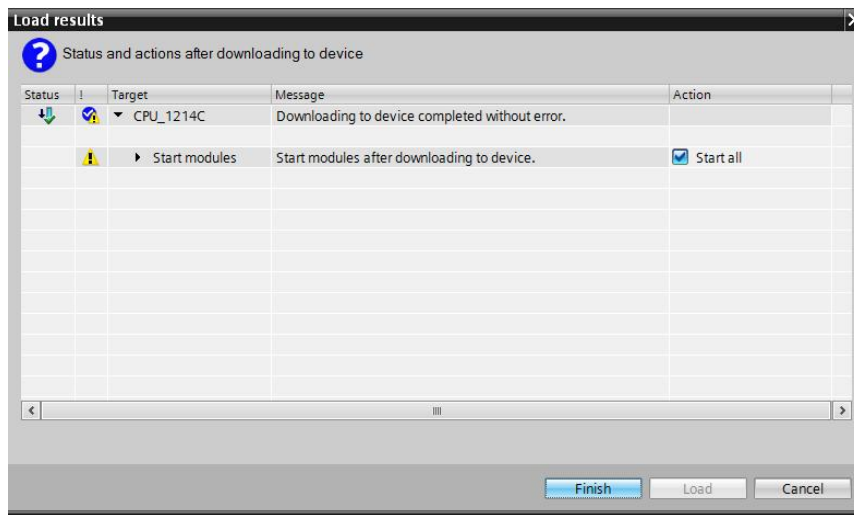 Load results
Status and actions after downloading to device
Status ! Target Message Action
CPU_1214C Downloading to device completed without error.
Start modules Start modules after downloading to device. Start all
Finish Load Cancel